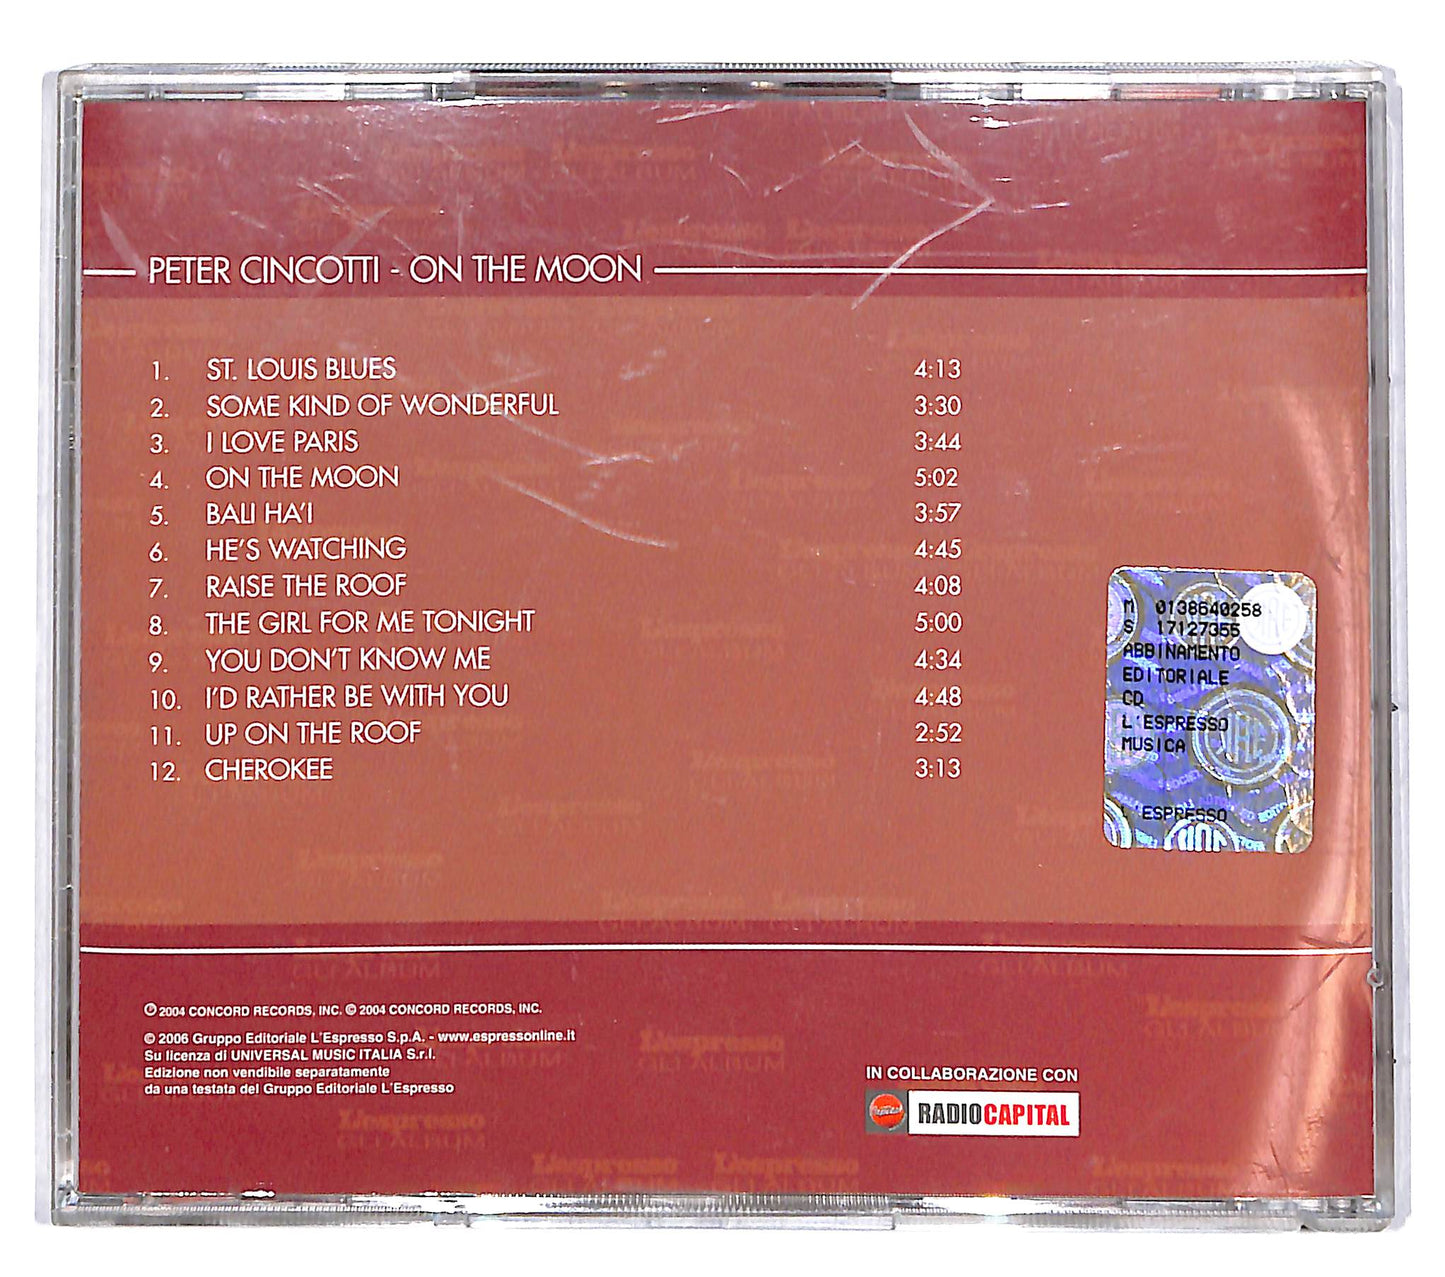 PETER CINCOTTI - ON THE MOON
1. ST. LOUIS BLUES 4:13
2. SOME KIND OF WONDERFUL 3:30
3. I LOVE PARIS 3:44
4. ON THE MOON 5:02
5. BALI HA'I 3:57
6. HE'S WATCHING 4:45
7. RAISE THE ROOF 4:08
8. THE GIRL FOR ME TONIGHT 5:00
9. YOU DON'T KNOW ME 4:34
10. I'D RATHER BE WITH YOU 4:48
11. UP ON THE ROOF 2:52
12. CHEROKEE 3:13
M 0138640258
S 17127355
ABBINAMENTO
EDITORIALE
CD
L'ESPRESSO
MUSICA
L'ESPRESSO
℗ 2004 CONCORD RECORDS, INC. © 2004 CONCORD RECORDS, INC.
© 2006 Gruppo Editoriale L'Espresso S.p.A. - www.espressonline.it
Su licenza di UNIVERSAL MUSIC ITALIA S.r.l.
Edizione non vendibile separatamente
da una testata del Gruppo Editoriale L'Espresso
IN COLLABORAZIONE CON
RADIOCAPITAL